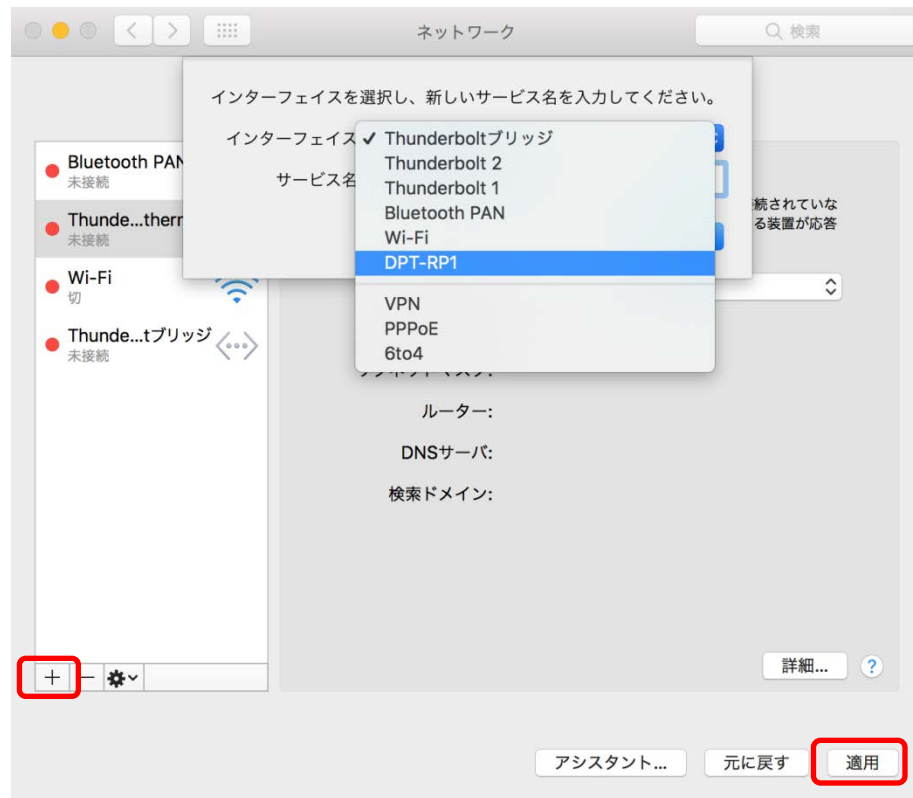 ネットワーク
検索
インターフェイスを選択し、新しいサービス名を入力してください。
インターフェイス ✓ Thunderboltブリッジ
Thunderbolt 2
Thunderbolt 1
Bluetooth PAN
Wi-Fi
DPT-RP1
VPN
PPPoE
6to4
サービス名
Bluetooth PAN
未接続
Thunde...thern
未接続
Wi-Fi
切
Thunde...tブリッジ
未接続
続されていな
る装置が応答
ルーター:
DNSサーバ:
検索ドメイン:
詳細... ?
アシスタント... 元に戻す 適用